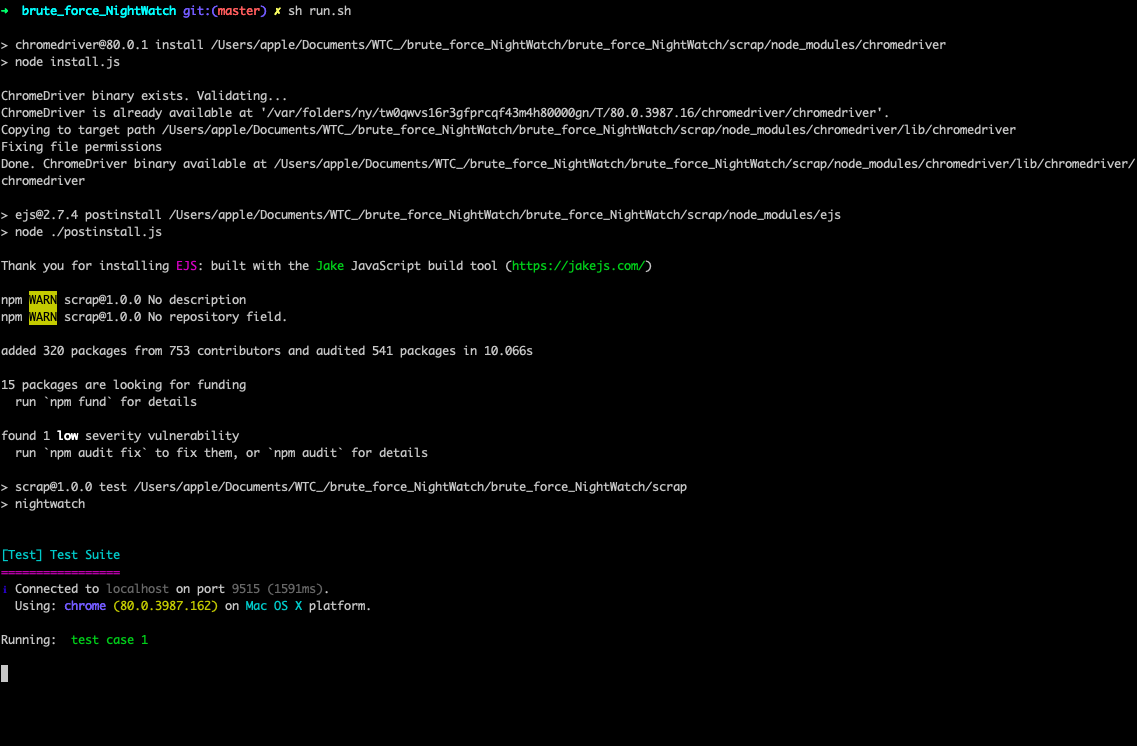 ➜  brute_force_NightWatch git:(master) ✗ sh run.sh
> chromedriver@80.0.1 install /Users/apple/Documents/WTC_/brute_force_NightWatch/brute_force_NightWatch/scrap/node_modules/chromedriver
> node install.js
ChromeDriver binary exists. Validating...
ChromeDriver is already available at '/var/folders/ny/tw0qwvs16r3gfprcqf43m4h80000gn/T/80.0.3987.16/chromedriver/chromedriver'.
Copying to target path /Users/apple/Documents/WTC_/brute_force_NightWatch/brute_force_NightWatch/scrap/node_modules/chromedriver/lib/chromedriver
Fixing file permissions
Done. ChromeDriver binary available at /Users/apple/Documents/WTC_/brute_force_NightWatch/brute_force_NightWatch/scrap/node_modules/chromedriver/lib/chromedriver/
chromedriver
> ejs@2.7.4 postinstall /Users/apple/Documents/WTC_/brute_force_NightWatch/brute_force_NightWatch/scrap/node_modules/ejs
> node ./postinstall.js
Thank you for installing EJS: built with the Jake JavaScript build tool (https://jakejs.com/)
npm WARN scrap@1.0.0 No description
npm WARN scrap@1.0.0 No repository field.
added 320 packages from 753 contributors and audited 541 packages in 10.066s
15 packages are looking for funding
  run `npm fund` for details
found 1 low severity vulnerability
  run `npm audit fix` to fix them, or `npm audit` for details
> scrap@1.0.0 test /Users/apple/Documents/WTC_/brute_force_NightWatch/brute_force_NightWatch/scrap
> nightwatch
[Test] Test Suite
=================
ℹ Connected to localhost on port 9515 (1591ms).
  Using: chrome (80.0.3987.162) on Mac OS X platform.
Running:  test case 1